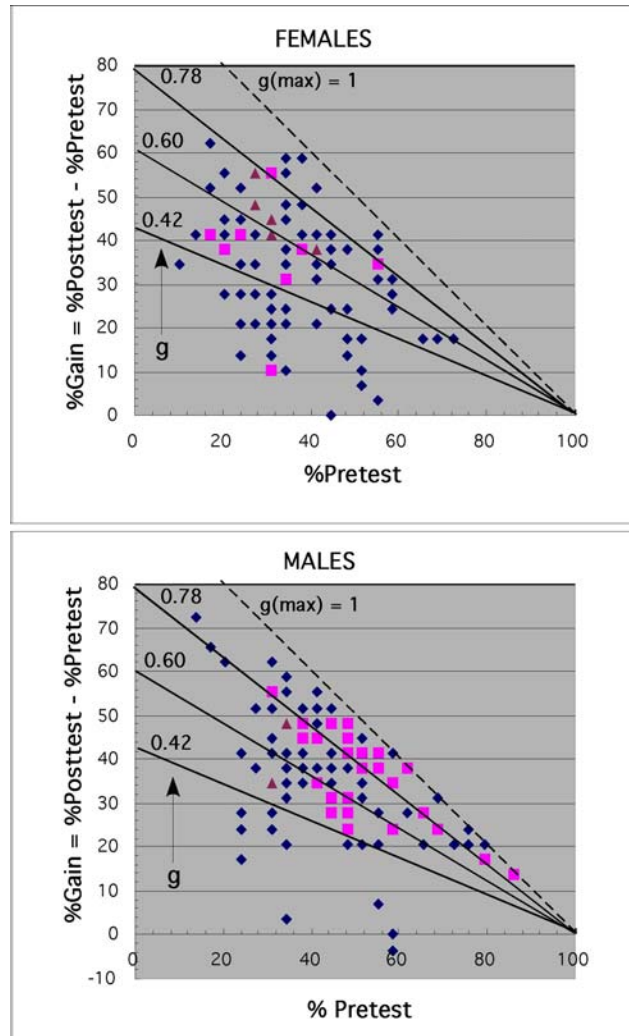 FEMALES
80
0.78
g(max) = 1
70
0.60
60
50
0.42
40
30
20
g
10
0
0 20 40 60 80 100
%Gain = %Posttest - %Pretest
%Pretest
MALES
80
0.78
g(max) = 1
70
0.60
60
50
0.42
40
30
20
g
10
0
-10
0 20 40 60 80 100
%Gain = %Posttest - %Pretest
% Pretest